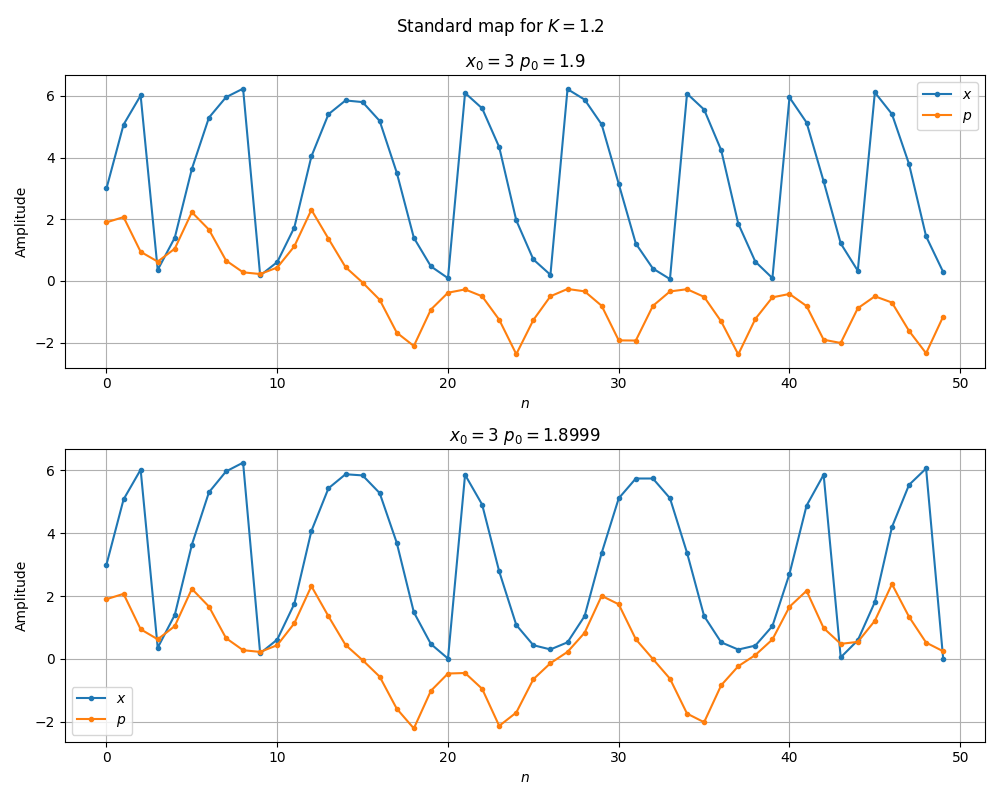 Standard map for K = 1.2
x₀ = 3 p₀ = 1.9
6
4
2
0
−2
Amplitude
x
p
0 10 20 30 40 50
n
x₀ = 3 p₀ = 1.8999
6
4
2
0
−2
Amplitude
x
p
0 10 20 30 40 50
n